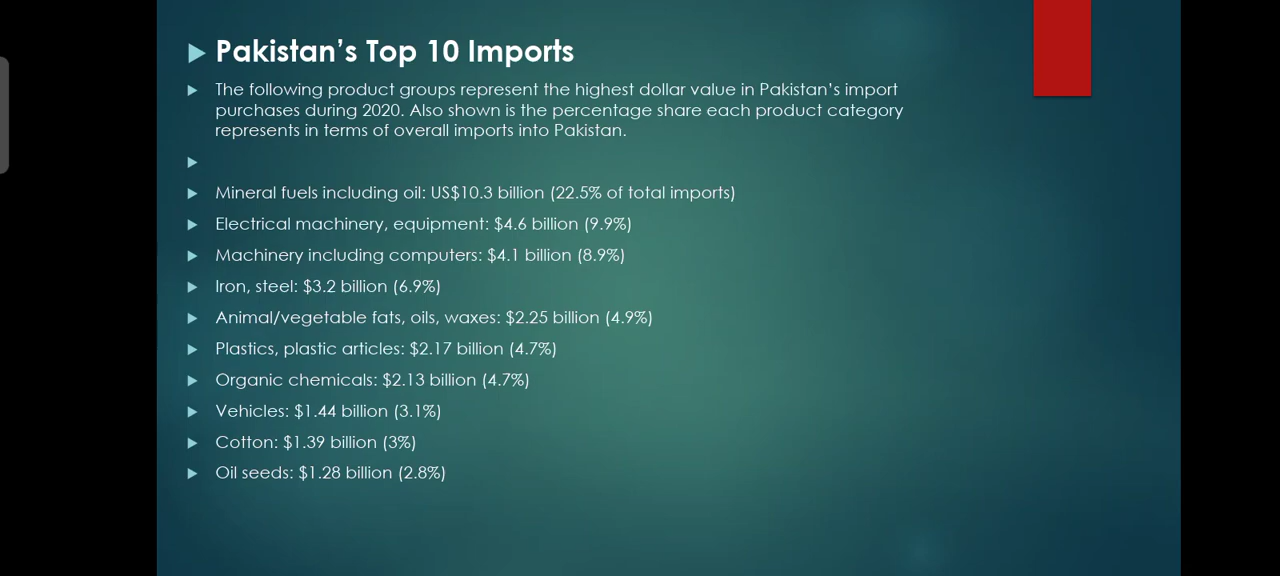 Pakistan’s Top 10 Imports
The following product groups represent the highest dollar value in Pakistan’s import
purchases during 2020. Also shown is the percentage share each product category
represents in terms of overall imports into Pakistan.
Mineral fuels including oil: US$10.3 billion (22.5% of total imports)
Electrical machinery, equipment: $4.6 billion (9.9%)
Machinery including computers: $4.1 billion (8.9%)
Iron, steel: $3.2 billion (6.9%)
Animal/vegetable fats, oils, waxes: $2.25 billion (4.9%)
Plastics, plastic articles: $2.17 billion (4.7%)
Organic chemicals: $2.13 billion (4.7%)
Vehicles: $1.44 billion (3.1%)
Cotton: $1.39 billion (3%)
Oil seeds: $1.28 billion (2.8%)